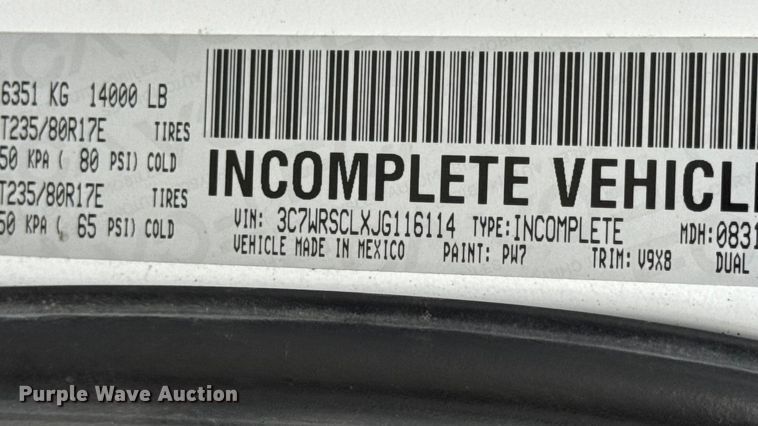 6351 KG 14000 LB
T235/80R17E TIRES
50 KPA ( 80 PSI) COLD
T235/80R17E TIRES
50 KPA ( 65 PSI) COLD
INCOMPLETE VEHICL
VIN: 3C7WRSCLXJG116114 TYPE: INCOMPLETE MDH: 0831
VEHICLE MADE IN MEXICO PAINT: PW7 TRIM: V9X8 DUAL
Purple Wave Auction